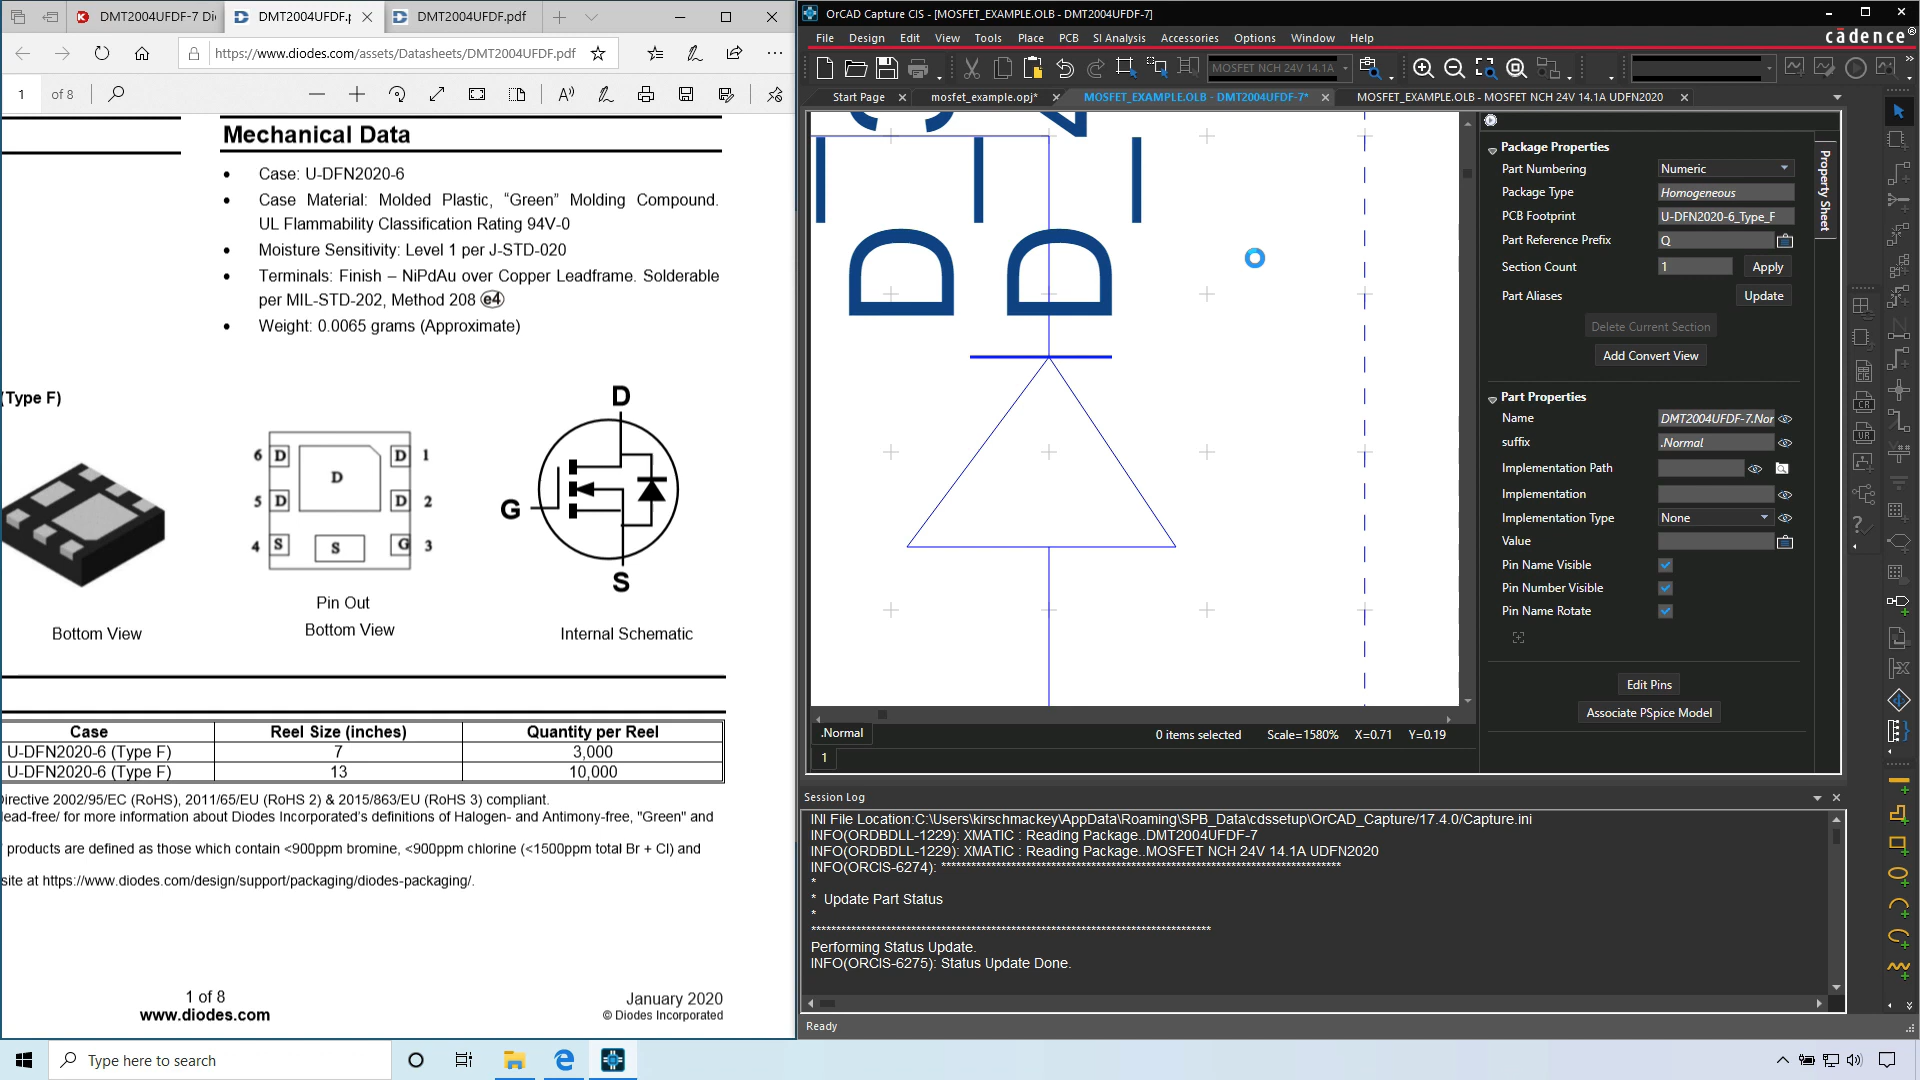 DMT2004UFDF-7 Di
DMT2004UFDF.p
DMT2004UFDF.pdf
https://www.diodes.com/assets/Datasheets/DMT2004UFDF.pdf
1 of 8
Mechanical Data
Case: U-DFN2020-6
Case Material: Molded Plastic, “Green” Molding Compound.
UL Flammability Classification Rating 94V-0
Moisture Sensitivity: Level 1 per J-STD-020
Terminals: Finish – NiPdAu over Copper Leadframe. Solderable
per MIL-STD-202, Method 208 e4
Weight: 0.0065 grams (Approximate)
(Type F)
6 D D 1
D
5 D D 2
4 S S G 3
Pin Out
Bottom View
Bottom View
D
G
S
Internal Schematic
Case Reel Size (inches) Quantity per Reel
U-DFN2020-6 (Type F) 7 3,000
U-DFN2020-6 (Type F) 13 10,000
Directive 2002/95/EC (RoHS), 2011/65/EU (RoHS 2) & 2015/863/EU (RoHS 3) compliant.
lead-free/ for more information about Diodes Incorporated's definitions of Halogen- and Antimony-free, "Green" and
products are defined as those which contain <900ppm bromine, <900ppm chlorine (<1500ppm total Br + Cl) and
site at https://www.diodes.com/design/support/packaging/diodes-packaging/.
1 of 8
www.diodes.com
January 2020
© Diodes Incorporated
OrCAD Capture CIS - [MOSFET_EXAMPLE.OLB - DMT2004UFDF-7]
File Design Edit View Tools Place PCB SI Analysis Accessories Options Window Help
cādence®
MOSFET NCH 24V 14.1A
Start Page
mosfet_example.opj*
MOSFET_EXAMPLE.OLB - DMT2004UFDF-7*
MOSFET_EXAMPLE.OLB - MOSFET NCH 24V 14.1A UDFN2020
D D
Property Sheet
Package Properties
Part Numbering Numeric
Package Type Homogeneous
PCB Footprint U-DFN2020-6_Type_F
Part Reference Prefix Q
Section Count 1 Apply
Part Aliases Update
Delete Current Section
Add Convert View
Part Properties
Name DMT2004UFDF-7.Nor
suffix .Normal
Implementation Path
Implementation
Implementation Type None
Value
Pin Name Visible
Pin Number Visible
Pin Name Rotate
Edit Pins
Associate PSpice Model
.Normal
0 items selected Scale=1580% X=0.71 Y=0.19
1
Session Log
INI File Location:C:\Users\kirschmackey\AppData\Roaming\SPB_Data\cdssetup\OrCAD_Capture/17.4.0/Capture.ini
INFO(ORDBDLL-1229): XMATIC : Reading Package..DMT2004UFDF-7
INFO(ORDBDLL-1229): XMATIC : Reading Package..MOSFET NCH 24V 14.1A UDFN2020
INFO(ORCIS-6274): ********************************************************************************
*
* Update Part Status
*
********************************************************************************
Performing Status Update.
INFO(ORCIS-6275): Status Update Done.
Ready
Type here to search